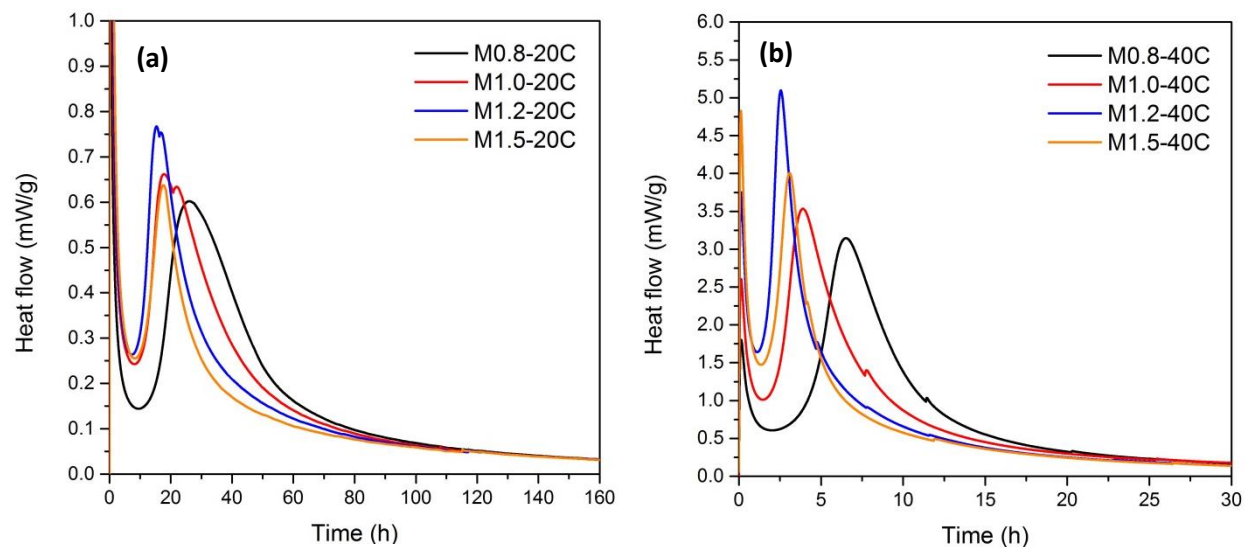 (a)
M0.8-20C
M1.0-20C
M1.2-20C
M1.5-20C
Heat flow (mW/g)
1.0
0.9
0.8
0.7
0.6
0.5
0.4
0.3
0.2
0.1
0.0
0 20 40 60 80 100 120 140 160
Time (h)
(b)
M0.8-40C
M1.0-40C
M1.2-40C
M1.5-40C
Heat flow (mW/g)
6.0
5.5
5.0
4.5
4.0
3.5
3.0
2.5
2.0
1.5
1.0
0.5
0.0
0 5 10 15 20 25 30
Time (h)